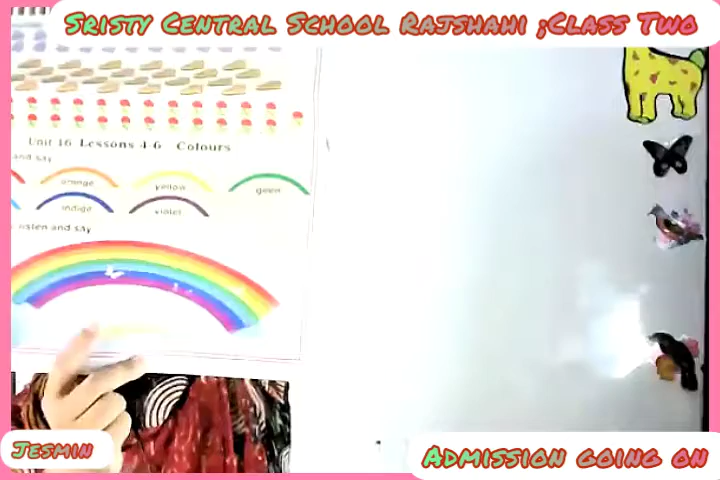 Sristy Central School Rajshahi ;Class Two
Unit 16 Lessons 4-6 Colours
and say
orange
yellow
green
indigo
violet
listen and say
Jesmin
Admission going on